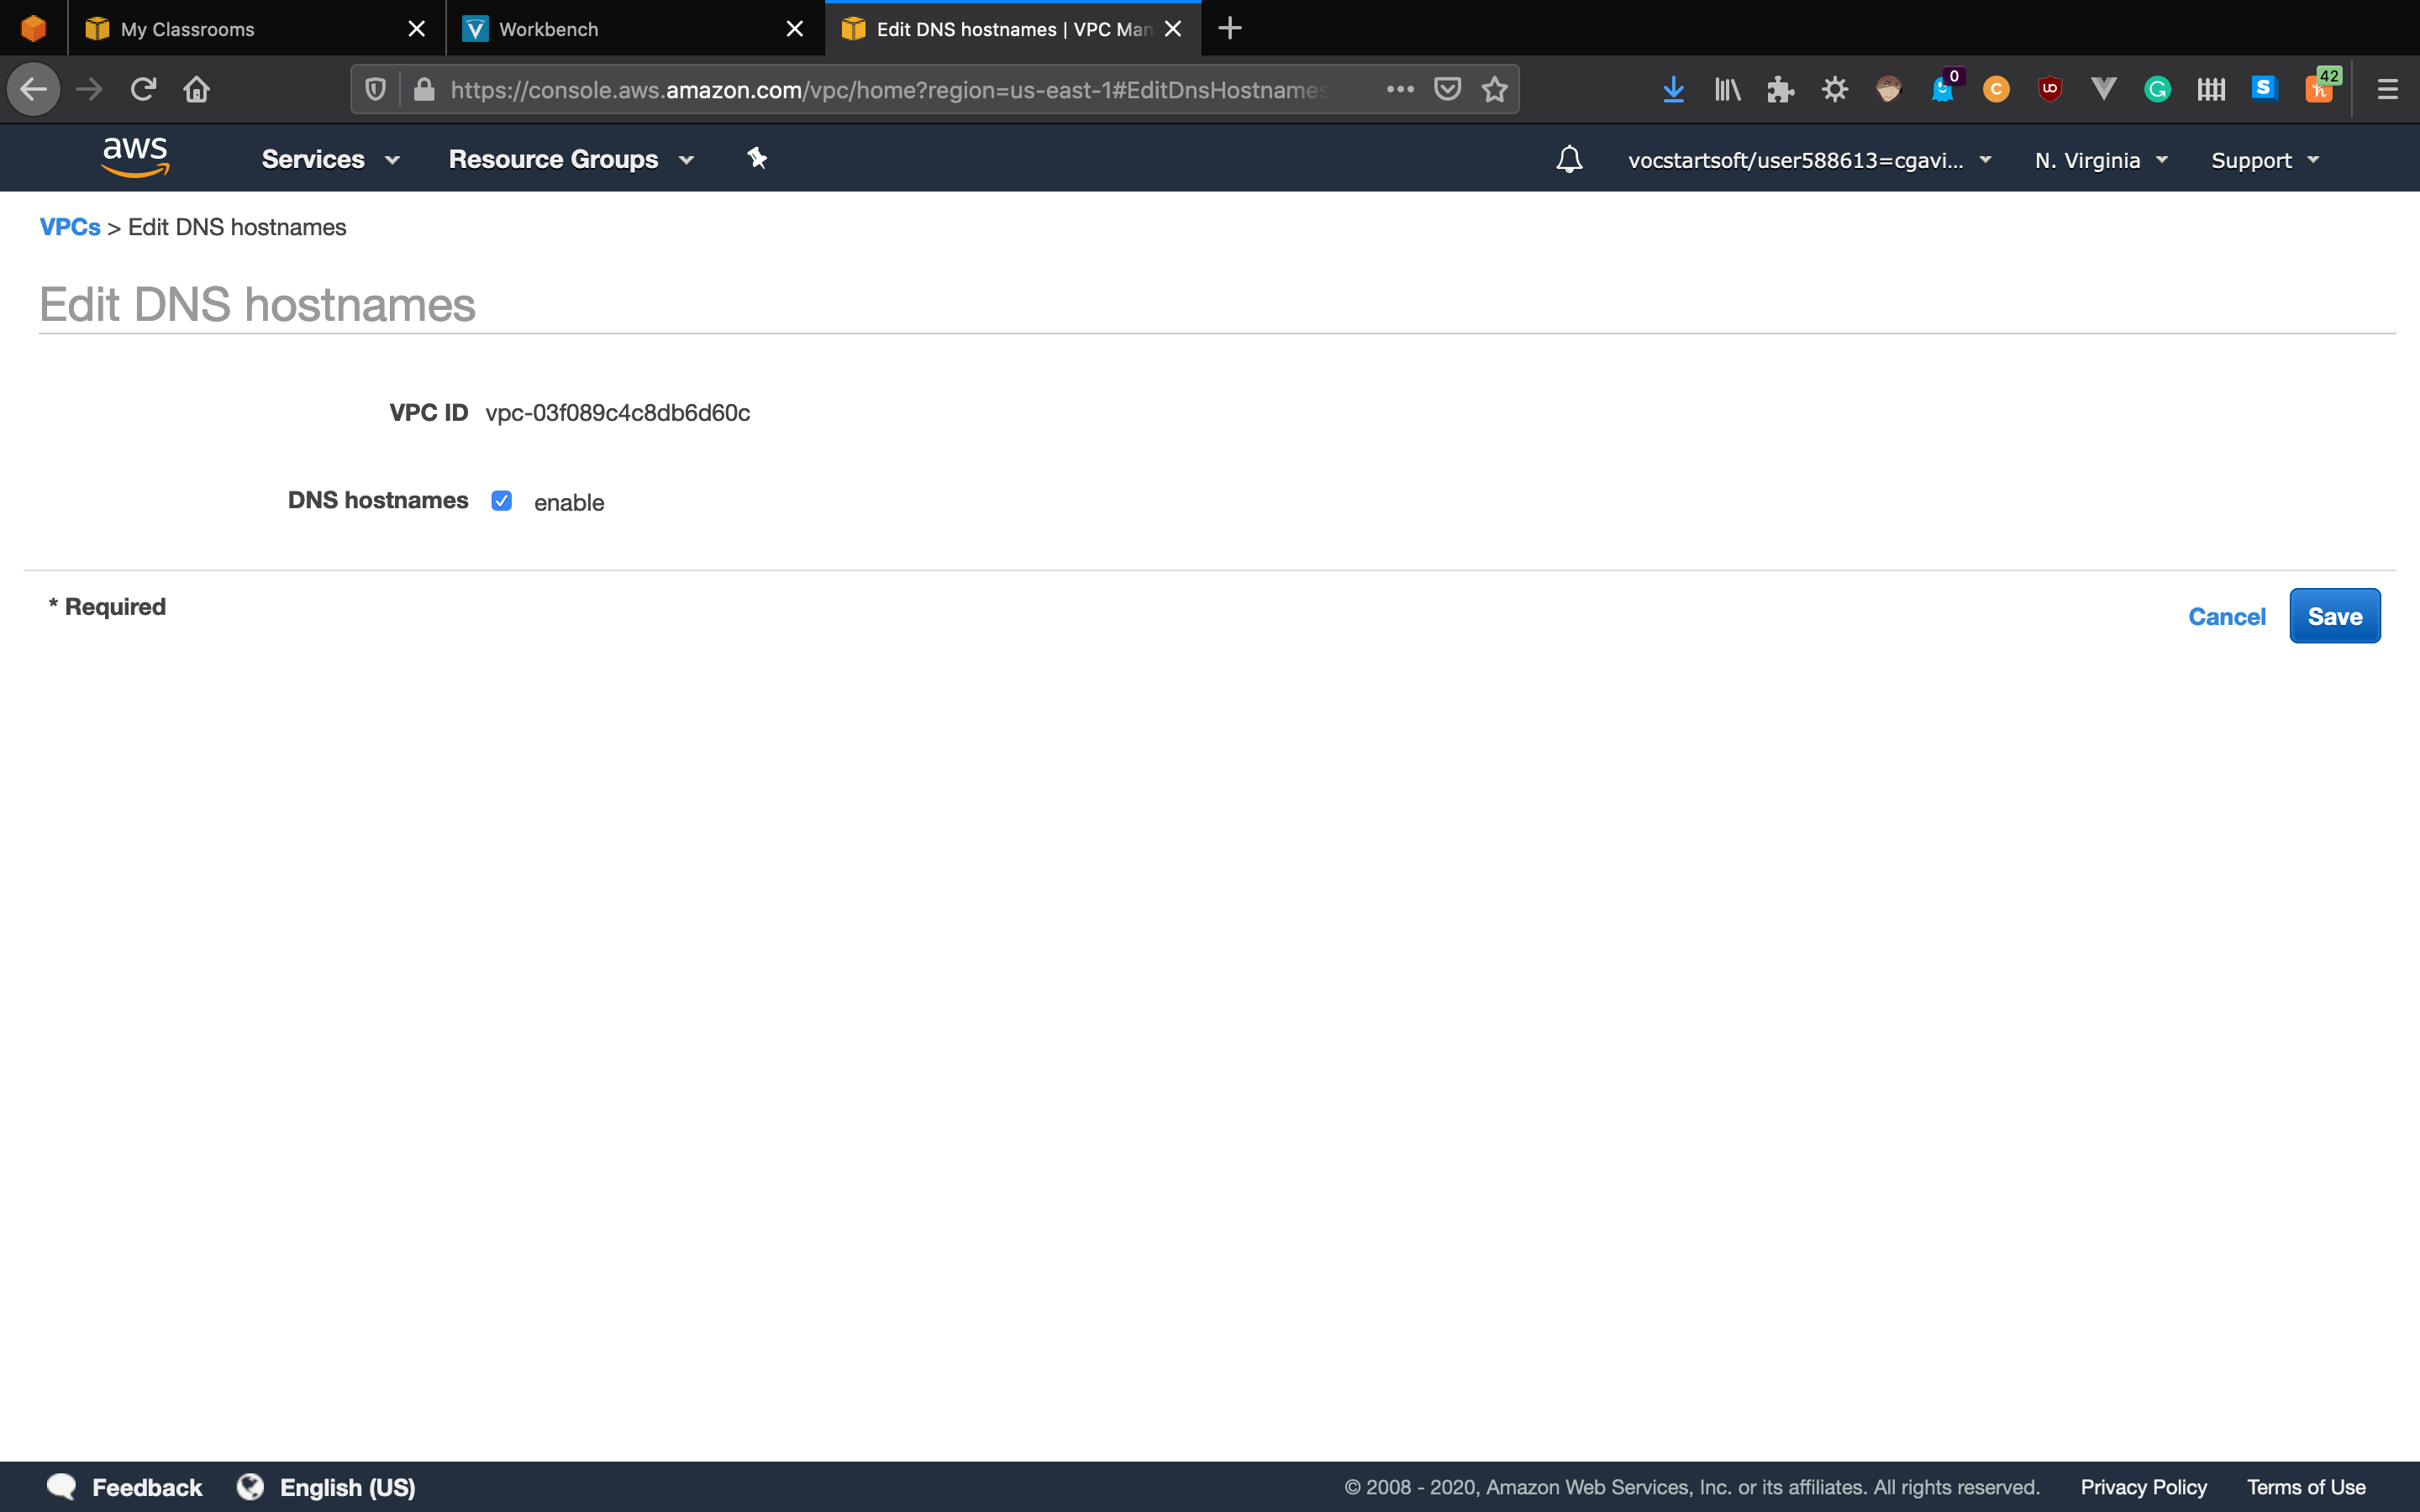 My Classrooms
Workbench
Edit DNS hostnames | VPC Man
https://console.aws.amazon.com/vpc/home?region=us-east-1#EditDnsHostnames
0
42
aws
Services
Resource Groups
vocstartsoft/user588613=cgavi...
N. Virginia
Support
VPCs > Edit DNS hostnames
Edit DNS hostnames
VPC ID vpc-03f089c4c8db6d60c
DNS hostnames enable
* Required
Cancel
Save
Feedback
English (US)
© 2008 - 2020, Amazon Web Services, Inc. or its affiliates. All rights reserved.
Privacy Policy
Terms of Use